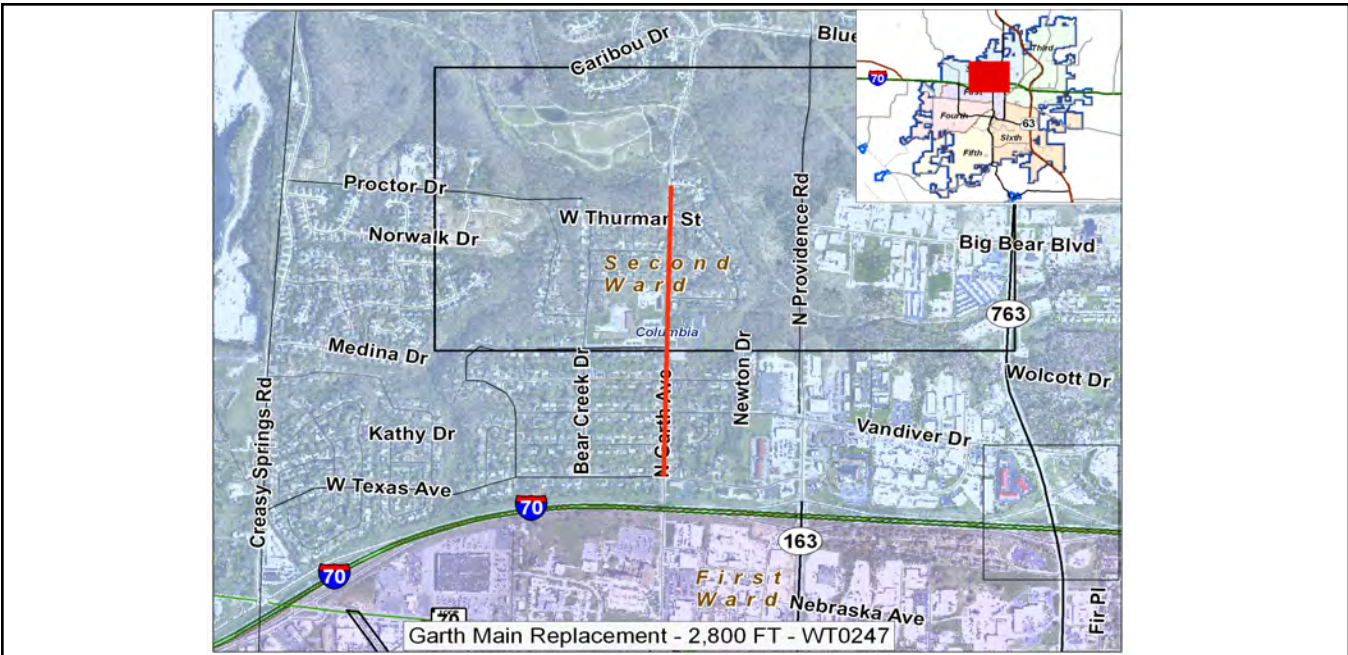 Caribou Dr
Blue
Third
70
First
Fourth
63
Sixth
Fifth
Proctor Dr
W Thurman St
Norwalk Dr
N Providence Rd
Big Bear Blvd
Second
Ward
Columbia
763
Medina Dr
Bear Creek Dr
N Garth Ave
Newton Dr
Wolcott Dr
Creasy Springs Rd
Kathy Dr
Vandiver Dr
W Texas Ave
70
163
70
First
Ward
Nebraska Ave
Fir Pl
70
Garth Main Replacement - 2,800 FT - WT0247